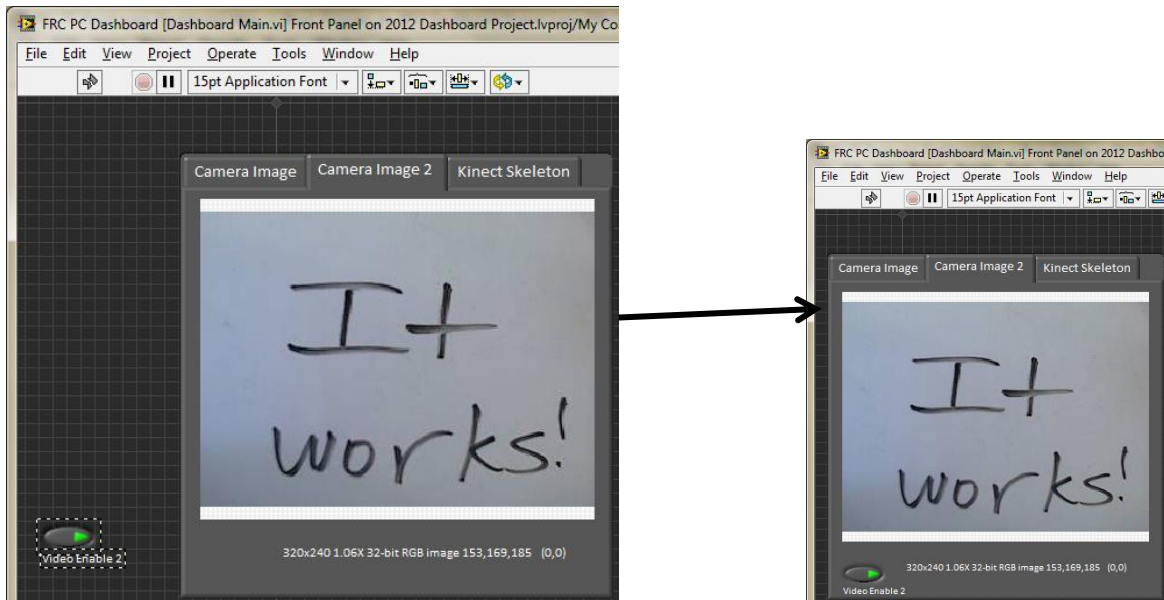 FRC PC Dashboard [Dashboard Main.vi] Front Panel on 2012 Dashboard Project.lvproj/My Co
File Edit View Project Operate Tools Window Help
15pt Application Font
Camera Image Camera Image 2 Kinect Skeleton
It
works!
320x240 1.06X 32-bit RGB image 153,169,185 (0,0)
Video Enable 2
FRC PC Dashboard [Dashboard Main.vi] Front Panel on 2012 Dashbo
File Edit View Project Operate Tools Window Help
15pt Application Font
Camera Image Camera Image 2 Kinect Skeleton
It
works!
320x240 1.06X 32-bit RGB image 153,169,185 (0,0)
Video Enable 2